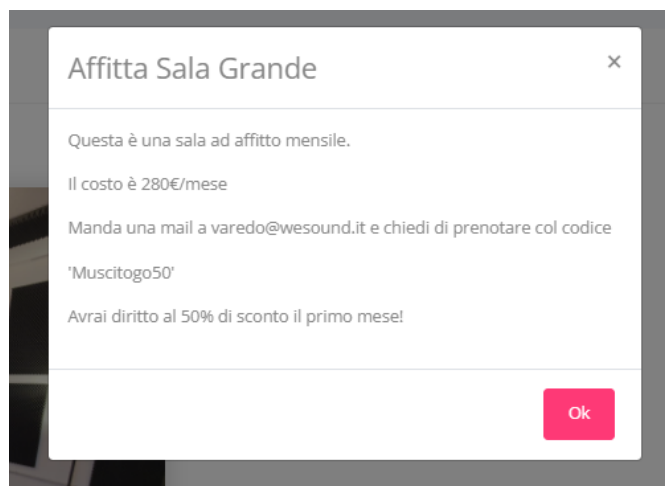 Affitta Sala Grande
×
Questa è una sala ad affitto mensile.
Il costo è 280€/mese
Manda una mail a varedo@wesound.it e chiedi di prenotare col codice
'Muscitogo50'
Avrai diritto al 50% di sconto il primo mese!
Ok